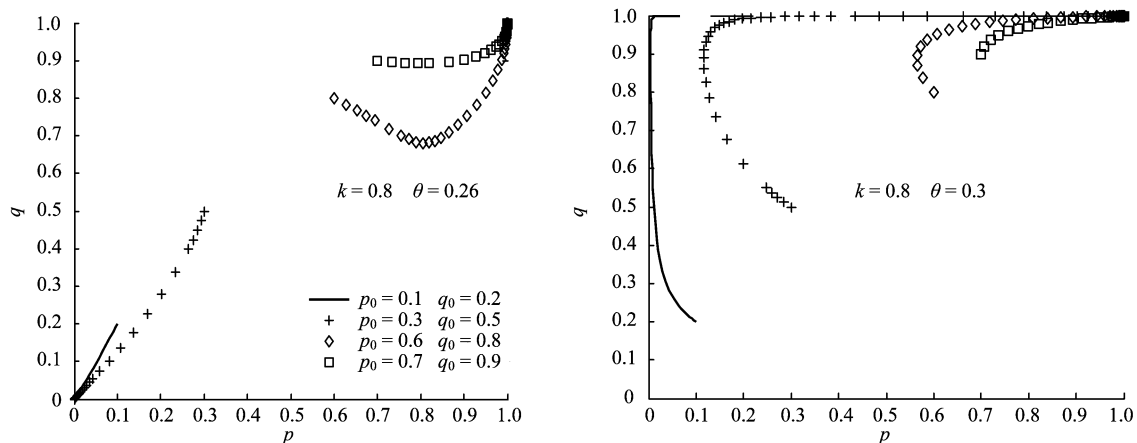 1.0
0.9
0.8
0.7
0.6
0.5
0.4
0.3
0.2
0.1
0
q
k = 0.8 θ = 0.26
p₀ = 0.1 q₀ = 0.2
p₀ = 0.3 q₀ = 0.5
p₀ = 0.6 q₀ = 0.8
p₀ = 0.7 q₀ = 0.9
0 0.1 0.2 0.3 0.4 0.5 0.6 0.7 0.8 0.9 1.0
p
1.0
0.9
0.8
0.7
0.6
0.5
0.4
0.3
0.2
0.1
0
q
k = 0.8 θ = 0.3
0 0.1 0.2 0.3 0.4 0.5 0.6 0.7 0.8 0.9 1.0
p